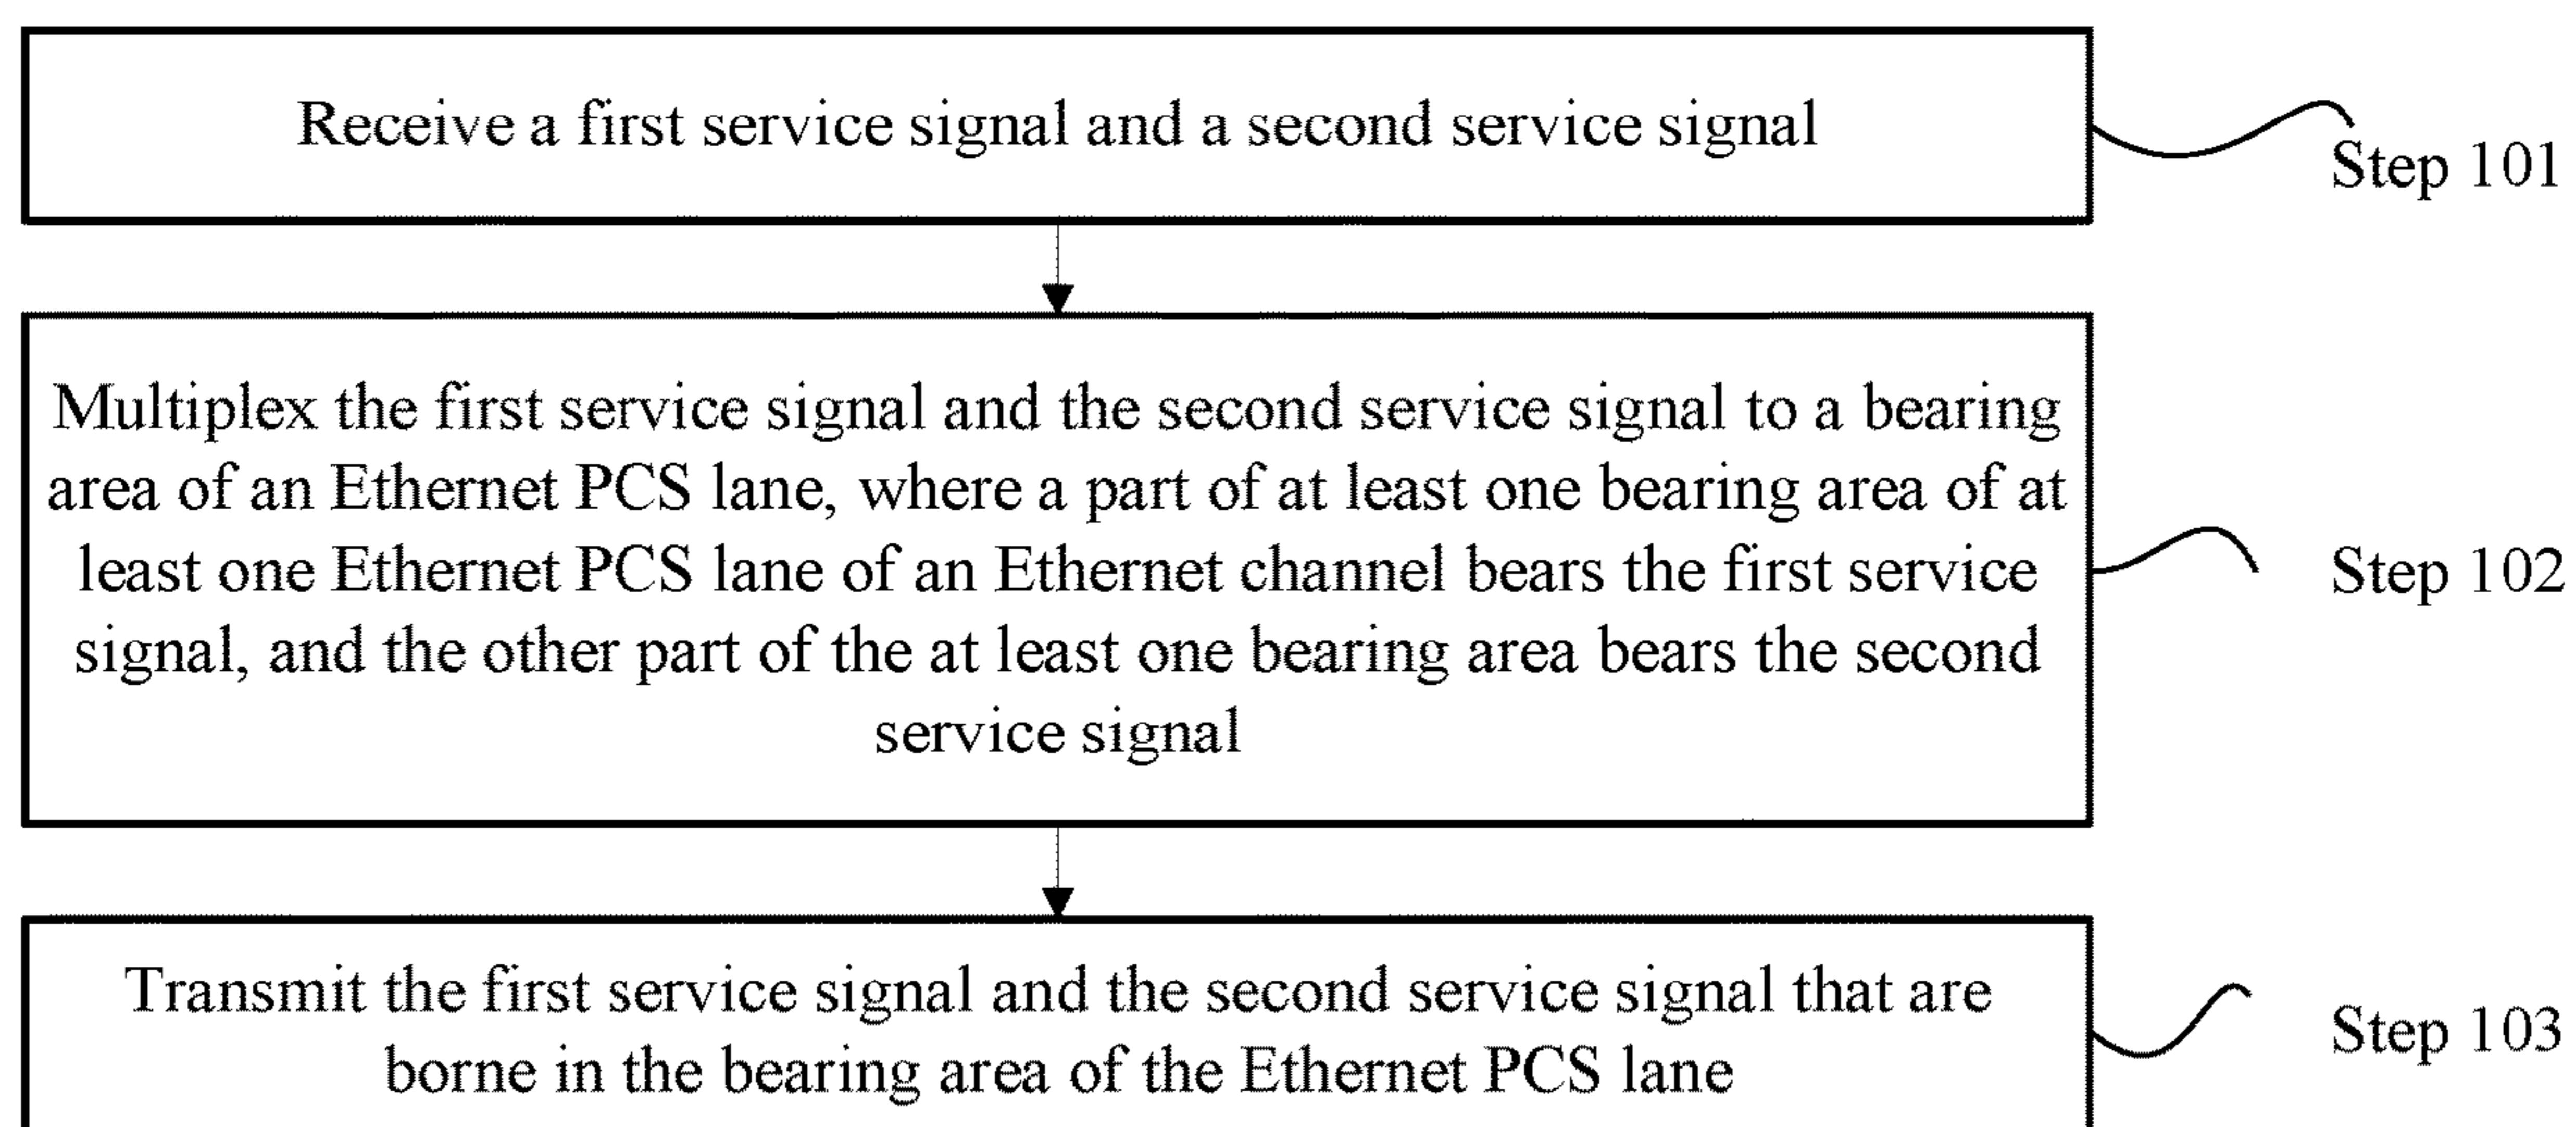 Receive a first service signal and a second service signal
Step 101
Multiplex the first service signal and the second service signal to a bearing
area of an Ethernet PCS lane, where a part of at least one bearing area of at
least one Ethernet PCS lane of an Ethernet channel bears the first service
signal, and the other part of the at least one bearing area bears the second
service signal
Step 102
Transmit the first service signal and the second service signal that are
borne in the bearing area of the Ethernet PCS lane
Step 103